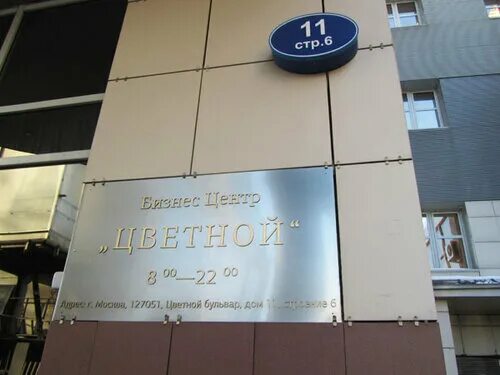 11
стр.6
Бизнес Центр
„ЦВЕТНОЙ“
8 00—22 00
Адрес г. Москва, 127051, Цветной бульвар, дом 11, строение 6